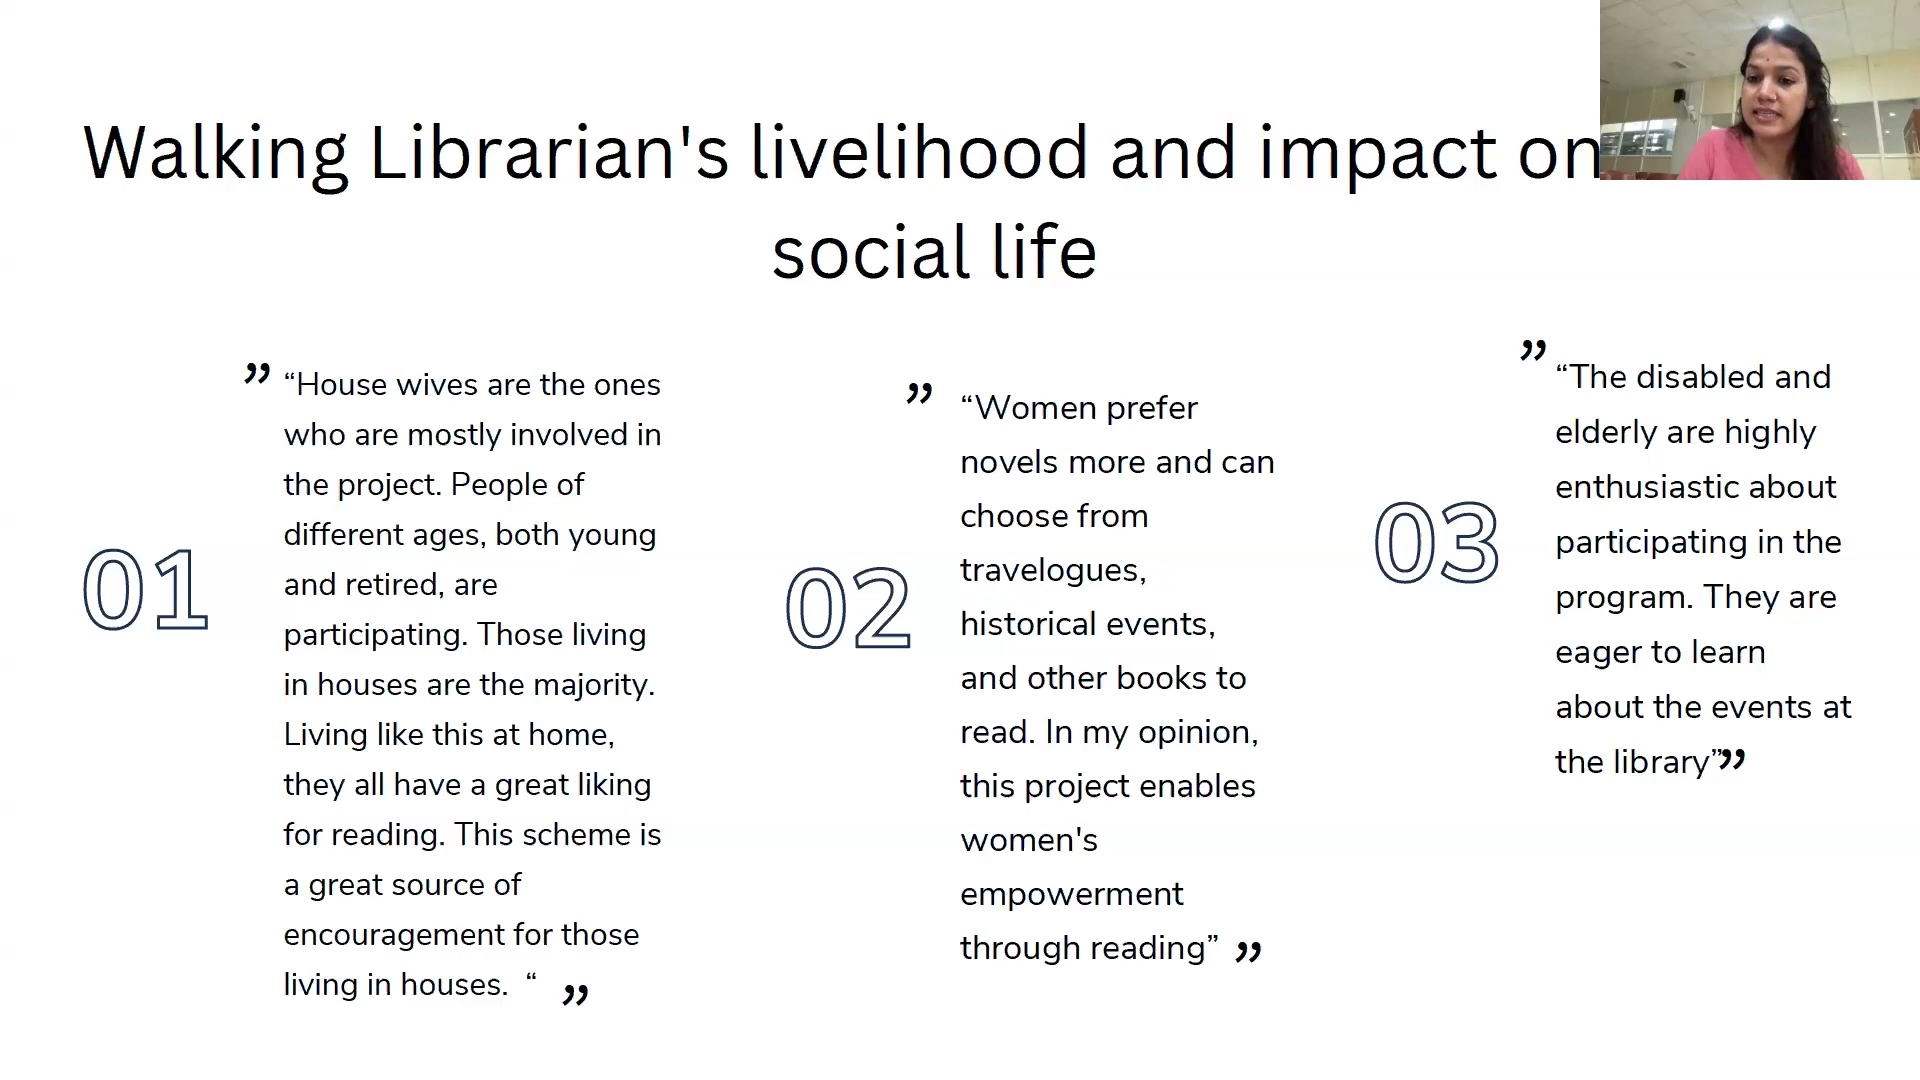 Walking Librarian's livelihood and impact on
social life
01
” “House wives are the ones
who are mostly involved in
the project. People of
different ages, both young
and retired, are
participating. Those living
in houses are the majority.
Living like this at home,
they all have a great liking
for reading. This scheme is
a great source of
encouragement for those
living in houses. “ ”
02
” “Women prefer
novels more and can
choose from
travelogues,
historical events,
and other books to
read. In my opinion,
this project enables
women's
empowerment
through reading” ”
03
” “The disabled and
elderly are highly
enthusiastic about
participating in the
program. They are
eager to learn
about the events at
the library” ”